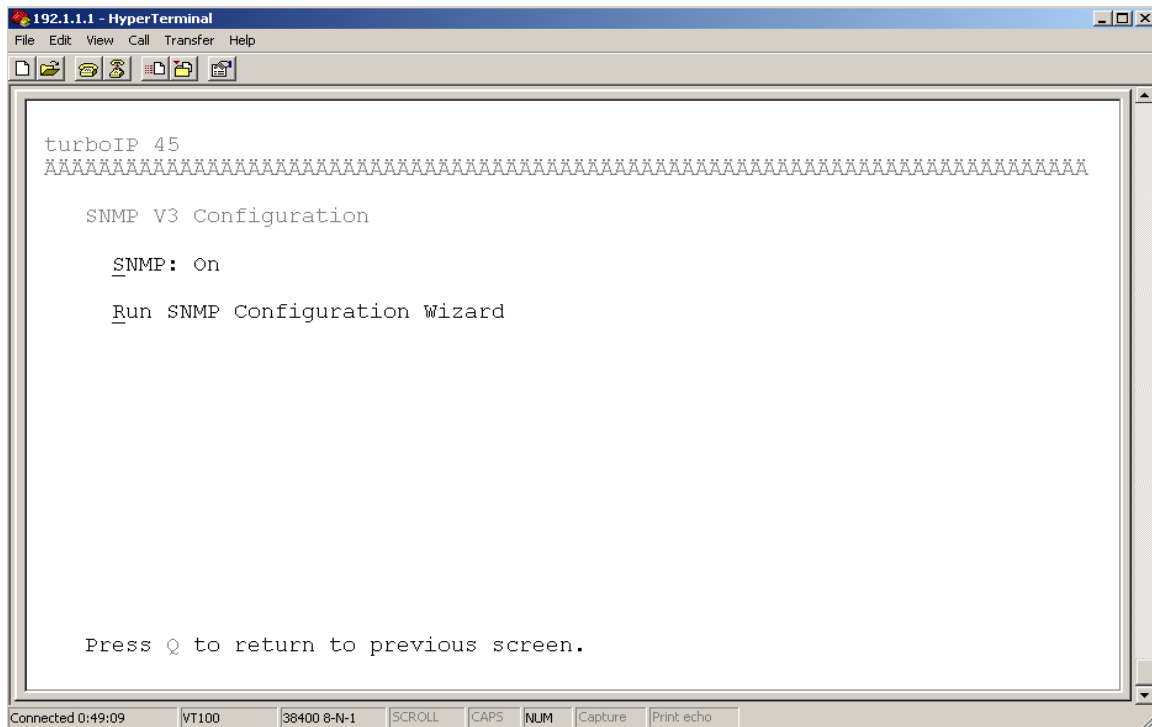 192.1.1.1 - HyperTerminal
File Edit View Call Transfer Help
turboIP 45
ÄÄÄÄÄÄÄÄÄÄÄÄÄÄÄÄÄÄÄÄÄÄÄÄÄÄÄÄÄÄÄÄÄÄÄÄÄÄÄÄÄÄÄÄÄÄÄÄÄÄÄÄÄÄÄÄÄÄÄÄÄÄÄÄÄÄÄÄÄÄÄÄÄÄÄÄÄ
SNMP V3 Configuration
SNMP: On
Run SNMP Configuration Wizard
Press Q to return to previous screen.
Connected 0:49:09 VT100 38400 8-N-1 SCROLL CAPS NUM Capture Print echo